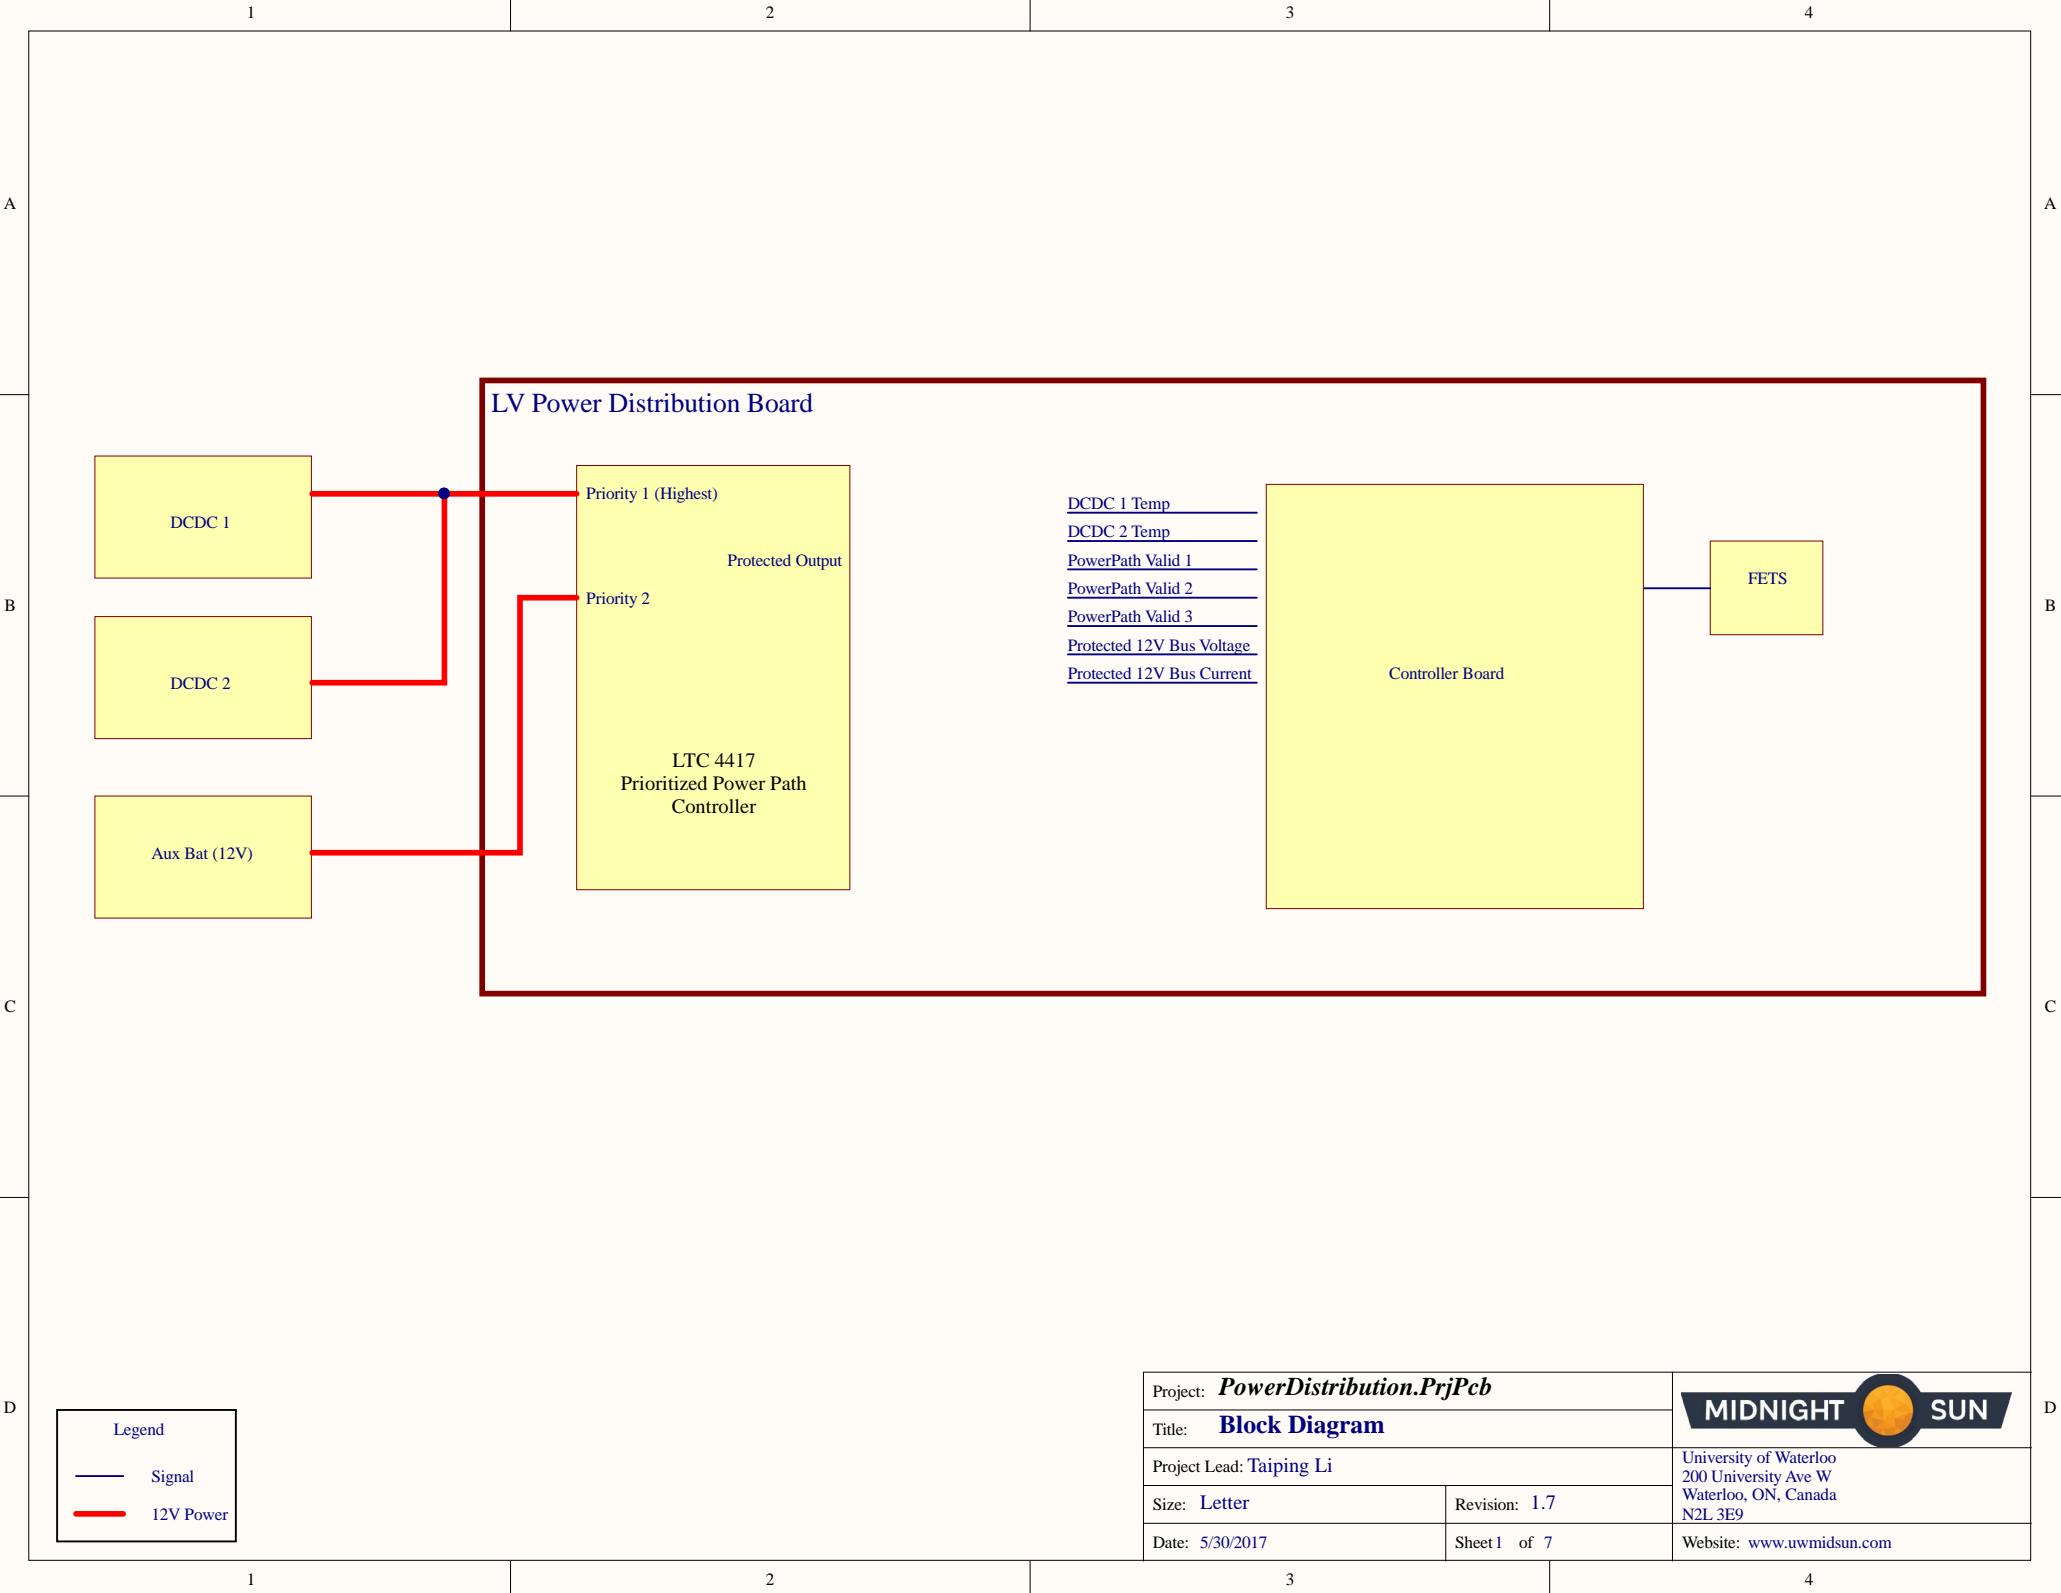 1
2
3
4
A
A
LV Power Distribution Board
DCDC 1
Priority 1 (Highest)
Protected Output
Priority 2
DCDC 1 Temp
DCDC 2 Temp
PowerPath Valid 1
PowerPath Valid 2
PowerPath Valid 3
Protected 12V Bus Voltage
Protected 12V Bus Current
Controller Board
FETS
B
B
DCDC 2
LTC 4417
Prioritized Power Path
Controller
Aux Bat (12V)
C
C
D
D
Legend
Signal
12V Power
Project: PowerDistribution.PrjPcb
Title: Block Diagram
Project Lead: Taiping Li
Size: Letter
Revision: 1.7
Date: 5/30/2017
Sheet 1 of 7
MIDNIGHT SUN
University of Waterloo
200 University Ave W
Waterloo, ON, Canada
N2L 3E9
Website: www.uwmidsun.com
1
2
3
4